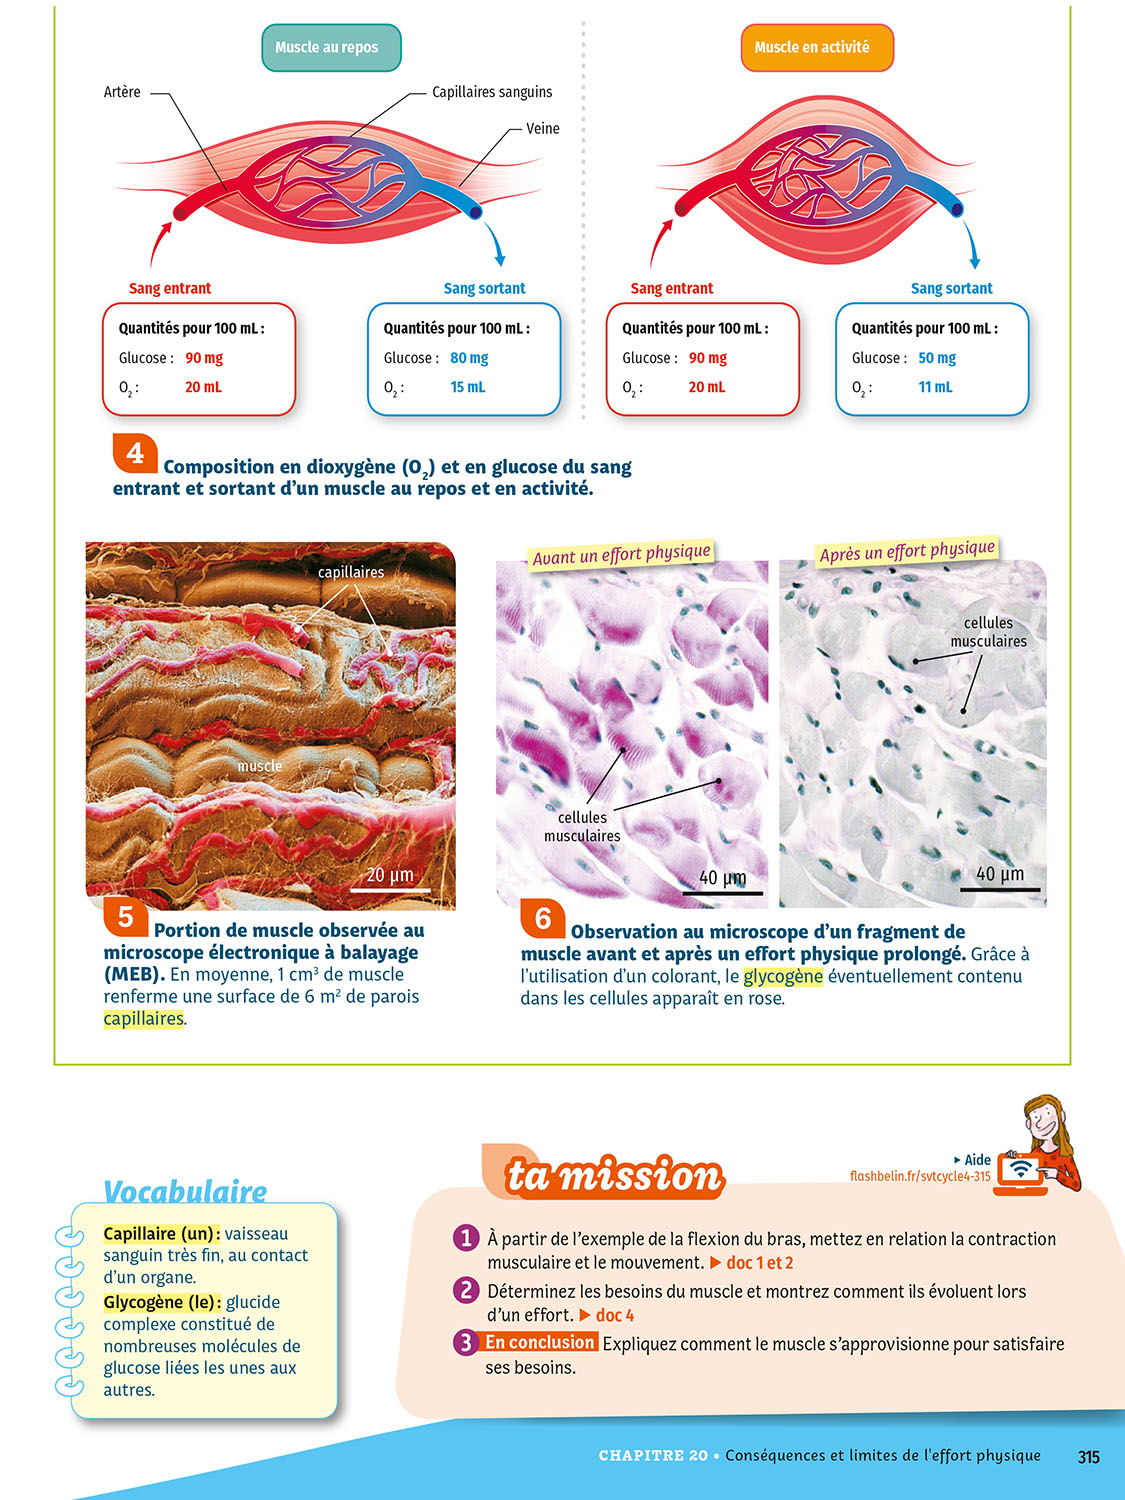 Muscle au repos
Muscle en activité
Artère
Capillaires sanguins
Veine
Sang entrant
Sang sortant
Sang entrant
Sang sortant
Quantités pour 100 mL :
Glucose : 90 mg
O2 : 20 mL
Quantités pour 100 mL :
Glucose : 80 mg
O2 : 15 mL
Quantités pour 100 mL :
Glucose : 90 mg
O2 : 20 mL
Quantités pour 100 mL :
Glucose : 50 mg
O2 : 11 mL
4 Composition en dioxygène (O2) et en glucose du sang
entrant et sortant d’un muscle au repos et en activité.
capillaires
muscle
20 µm
5 Portion de muscle observée au
microscope électronique à balayage
(MEB). En moyenne, 1 cm³ de muscle
renferme une surface de 6 m² de parois
capillaires.
Avant un effort physique
cellules
musculaires
40 µm
Après un effort physique
cellules
musculaires
40 µm
6 Observation au microscope d’un fragment de
muscle avant et après un effort physique prolongé. Grâce à
l’utilisation d’un colorant, le glycogène éventuellement contenu
dans les cellules apparaît en rose.
Vocabulaire
Capillaire (un) : vaisseau
sanguin très fin, au contact
d’un organe.
Glycogène (le) : glucide
complexe constitué de
nombreuses molécules de
glucose liées les unes aux
autres.
ta mission
▸ Aide
flashbelin.fr/svtcycle4-315
1 À partir de l’exemple de la flexion du bras, mettez en relation la contraction
musculaire et le mouvement. ▶ doc 1 et 2
2 Déterminez les besoins du muscle et montrez comment ils évoluent lors
d’un effort. ▶ doc 4
3 En conclusion Expliquez comment le muscle s’approvisionne pour satisfaire
ses besoins.
CHAPITRE 20 • Conséquences et limites de l'effort physique 315